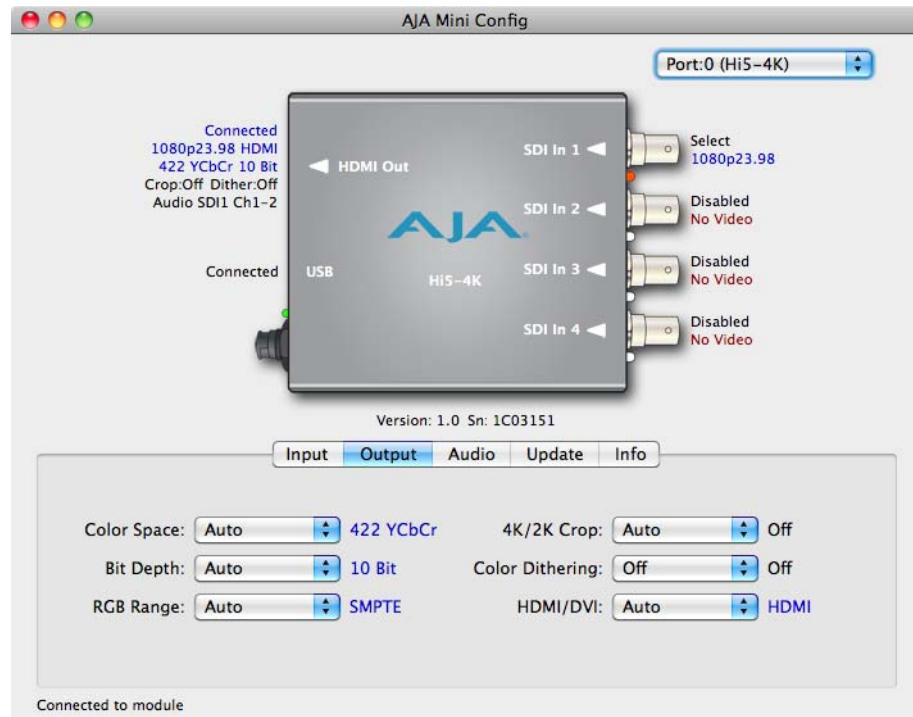 AJA Mini Config
Port:0 (Hi5-4K)
Connected
1080p23.98 HDMI
422 YCbCr 10 Bit
Crop:Off Dither:Off
Audio SDI1 Ch1-2
HDMI Out
SDI In 1
Select
1080p23.98
SDI In 2
Disabled
No Video
AJA
Connected
USB
Hi5-4K
SDI In 3
Disabled
No Video
SDI In 4
Disabled
No Video
Version: 1.0 Sn: 1C03151
Input Output Audio Update Info
Color Space: Auto 422 YCbCr 4K/2K Crop: Auto Off
Bit Depth: Auto 10 Bit Color Dithering: Off Off
RGB Range: Auto SMPTE HDMI/DVI: Auto HDMI
Connected to module